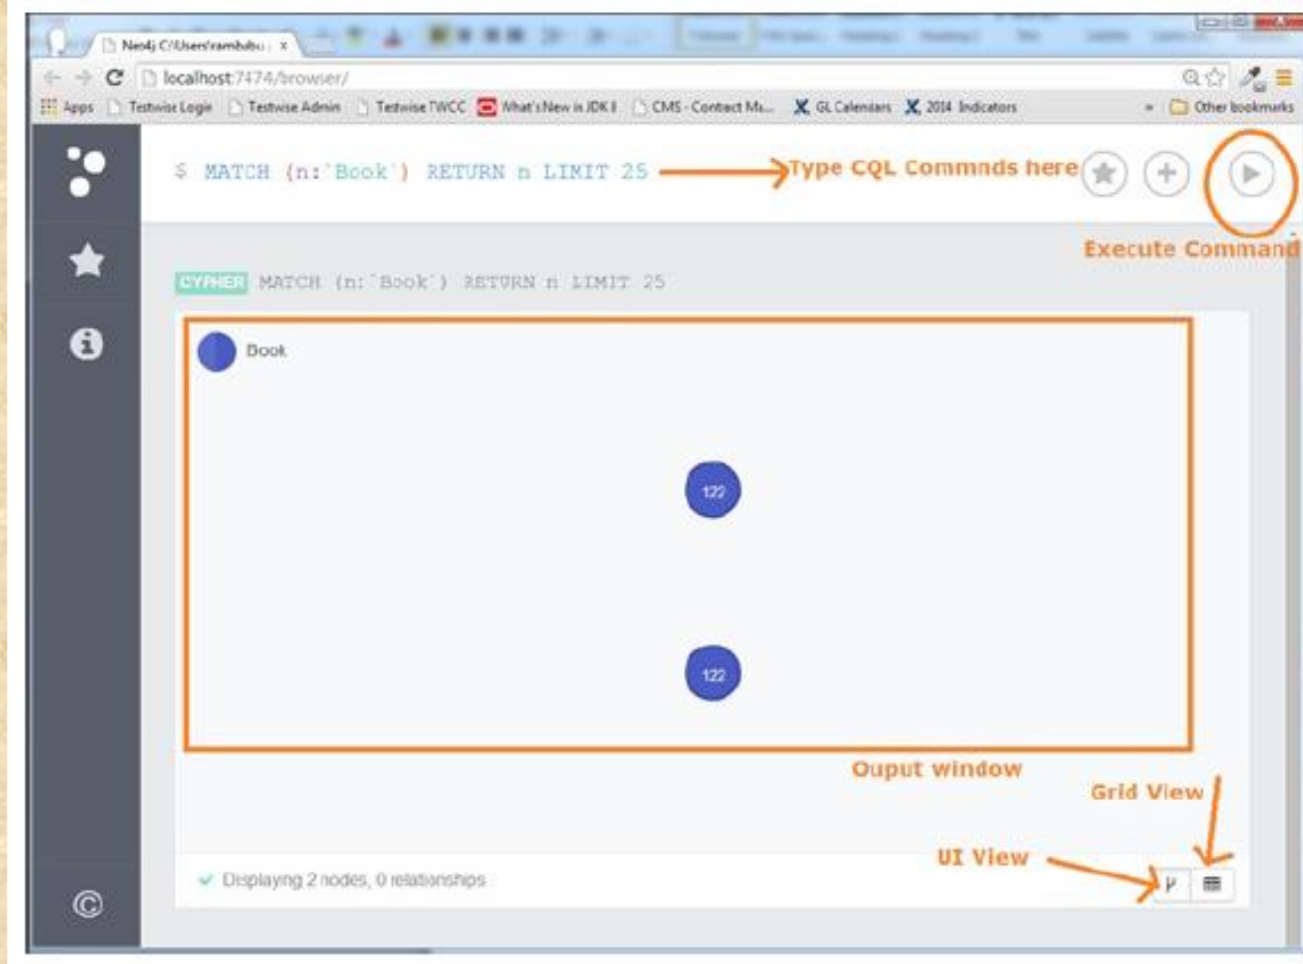 Neo4j C:\Users\rambabu
localhost:7474/browser/
Apps Testwise Login Testwise Admin Testwise TWCC What's New in JDK 8 CMS - Contract Ma... GL Calendars 2014 Indicators » Other bookmarks
$ MATCH (n:`Book`) RETURN n LIMIT 25 Type CQL Commnds here
Execute Command
CYPHER MATCH (n:`Book`) RETURN n LIMIT 25
Book
122
122
Ouput window
Grid View
UI View
Displaying 2 nodes, 0 relationships